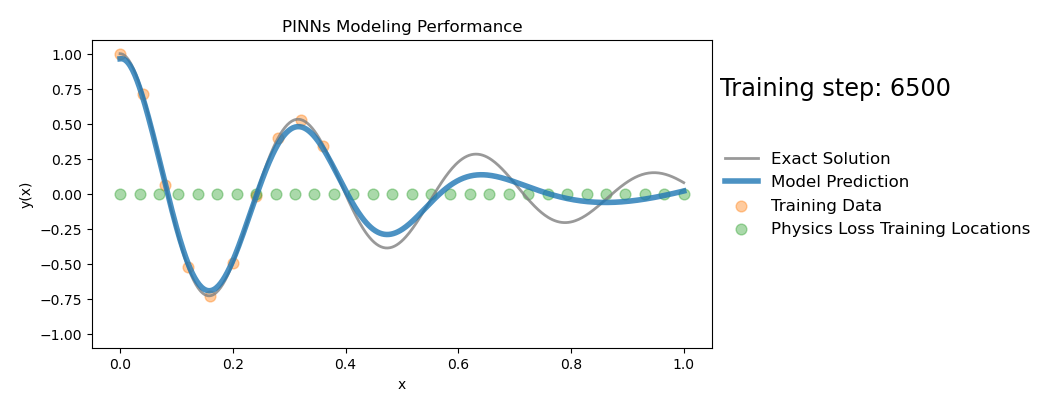 PINNs Modeling Performance
1.00
0.75
0.50
0.25
0.00
−0.25
−0.50
−0.75
−1.00
y(x)
0.0 0.2 0.4 0.6 0.8 1.0
x
Training step: 6500
Exact Solution
Model Prediction
Training Data
Physics Loss Training Locations